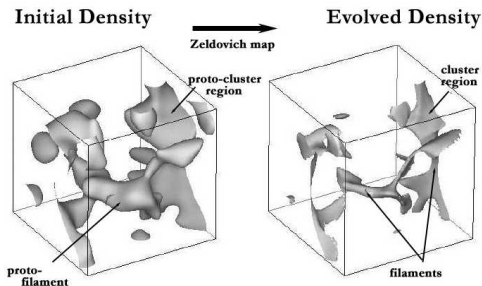 Initial Density
Zeldovich map
Evolved Density
proto-cluster
region
cluster
region
proto-
filament
filaments